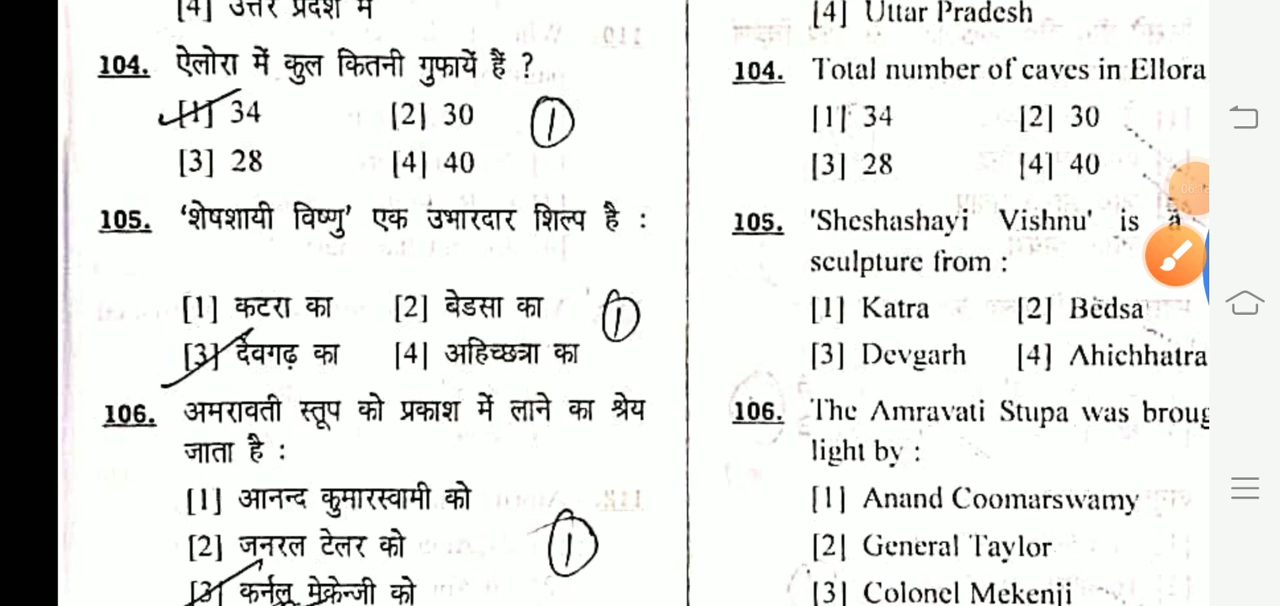 [4] उत्तर प्रदेश में
104. ऐलोरा में कुल कितनी गुफायें हैं ?
[1] 34 [2] 30
[3] 28 [4] 40
1
105. 'शेषशायी विष्णु' एक उभारदार शिल्प है :
[1] कटरा का [2] बेडसा का
[3] देवगढ़ का [4] अहिच्छत्रा का
1
106. अमरावती स्तूप को प्रकाश में लाने का श्रेय
जाता है :
[1] आनन्द कुमारस्वामी को
[2] जनरल टेलर को
1
[3] कर्नल मेकेन्जी को
[4] Uttar Pradesh
104. Total number of caves in Ellora
[1] 34 [2] 30
[3] 28 [4] 40
105. 'Sheshashayi Vishnu' is a
sculpture from :
[1] Katra [2] Bedsa
[3] Devgarh [4] Ahichhatra
106. The Amravati Stupa was broug
light by :
[1] Anand Coomarswamy
[2] General Taylor
[3] Colonel Mekenji